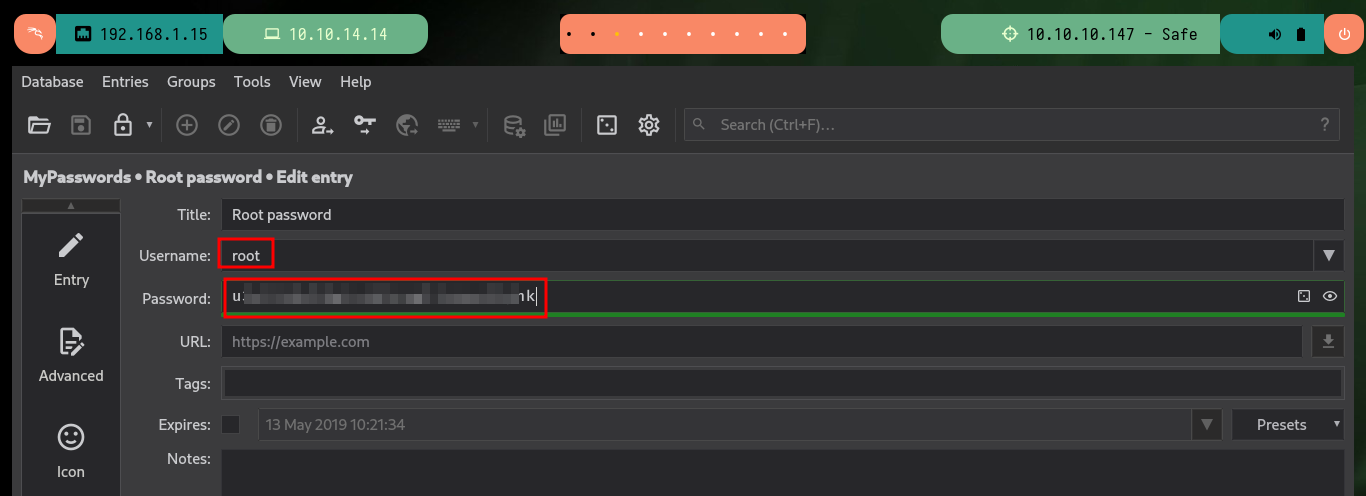 192.168.1.15 10.10.14.14 10.10.10.147 - Safe
Database Entries Groups Tools View Help
Search (Ctrl+F)... ?
MyPasswords • Root password • Edit entry
Title: Root password
Username: root
Entry
Password:
URL: https://example.com
Advanced
Tags:
Expires: 13 May 2019 10:21:34 Presets
Notes:
Icon